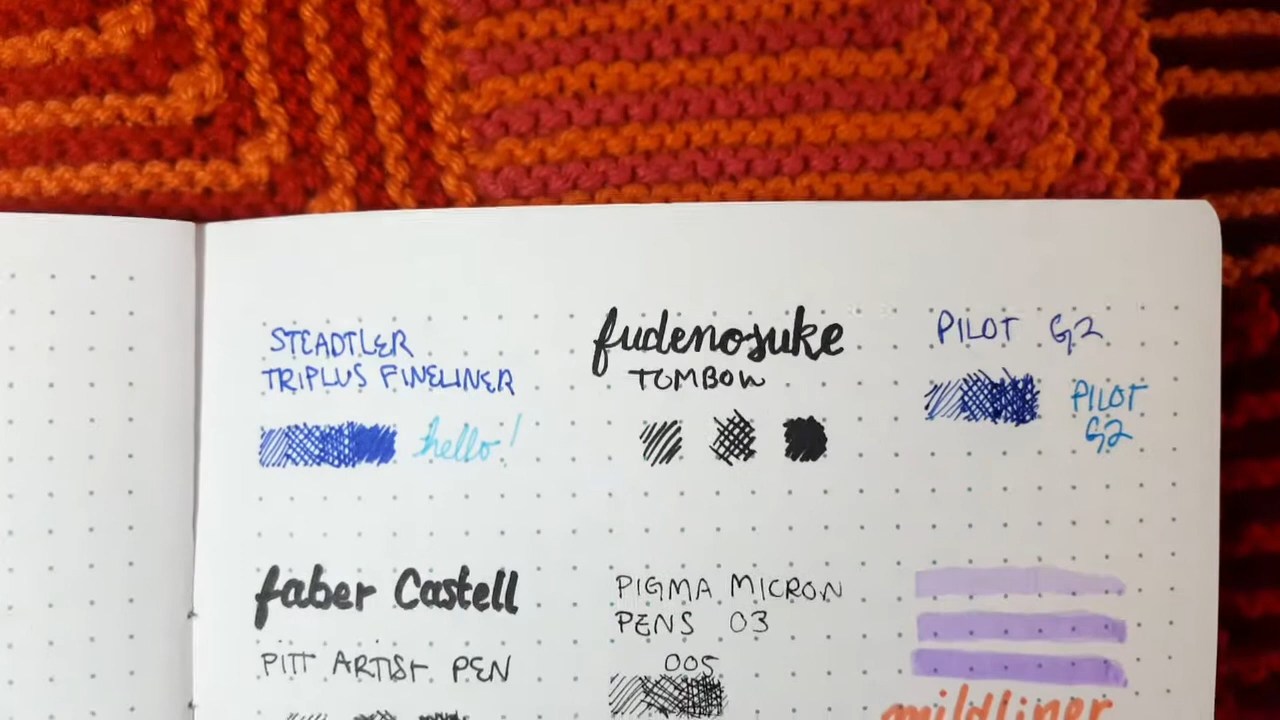 STEADTLER
TRIPLUS FINELINER
hello!
fudenosuke
TOMBOW
PILOT G2
PILOT
G2
faber Castell
PITT ARTIST PEN
PIGMA MICRON
PENS 03
005
mildliner